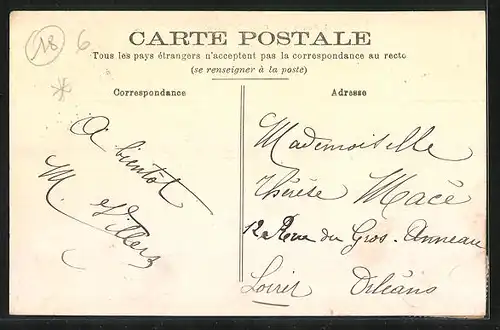 18 6
CARTE POSTALE
Tous les pays étrangers n'acceptent pas la correspondance au recto
(se renseigner à la poste)
Correspondance
A bientot
M. Villers
Adresse
Mademoiselle
Thérèse Macé
12 Rue du Gros-Anneau
Loiret Orléans